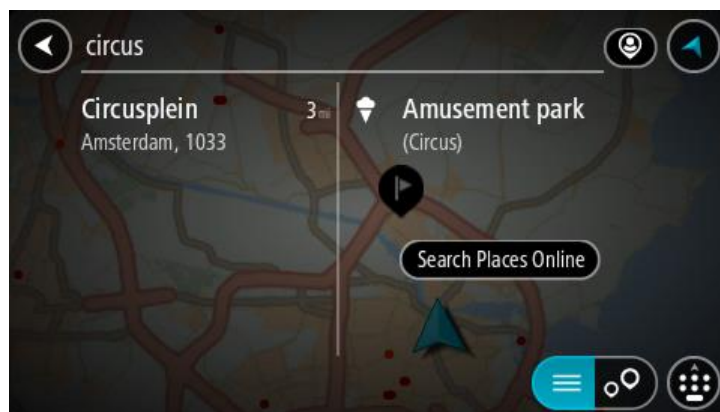 circus
Circusplein 3 mi
Amsterdam, 1033
Amusement park
(Circus)
Search Places Online